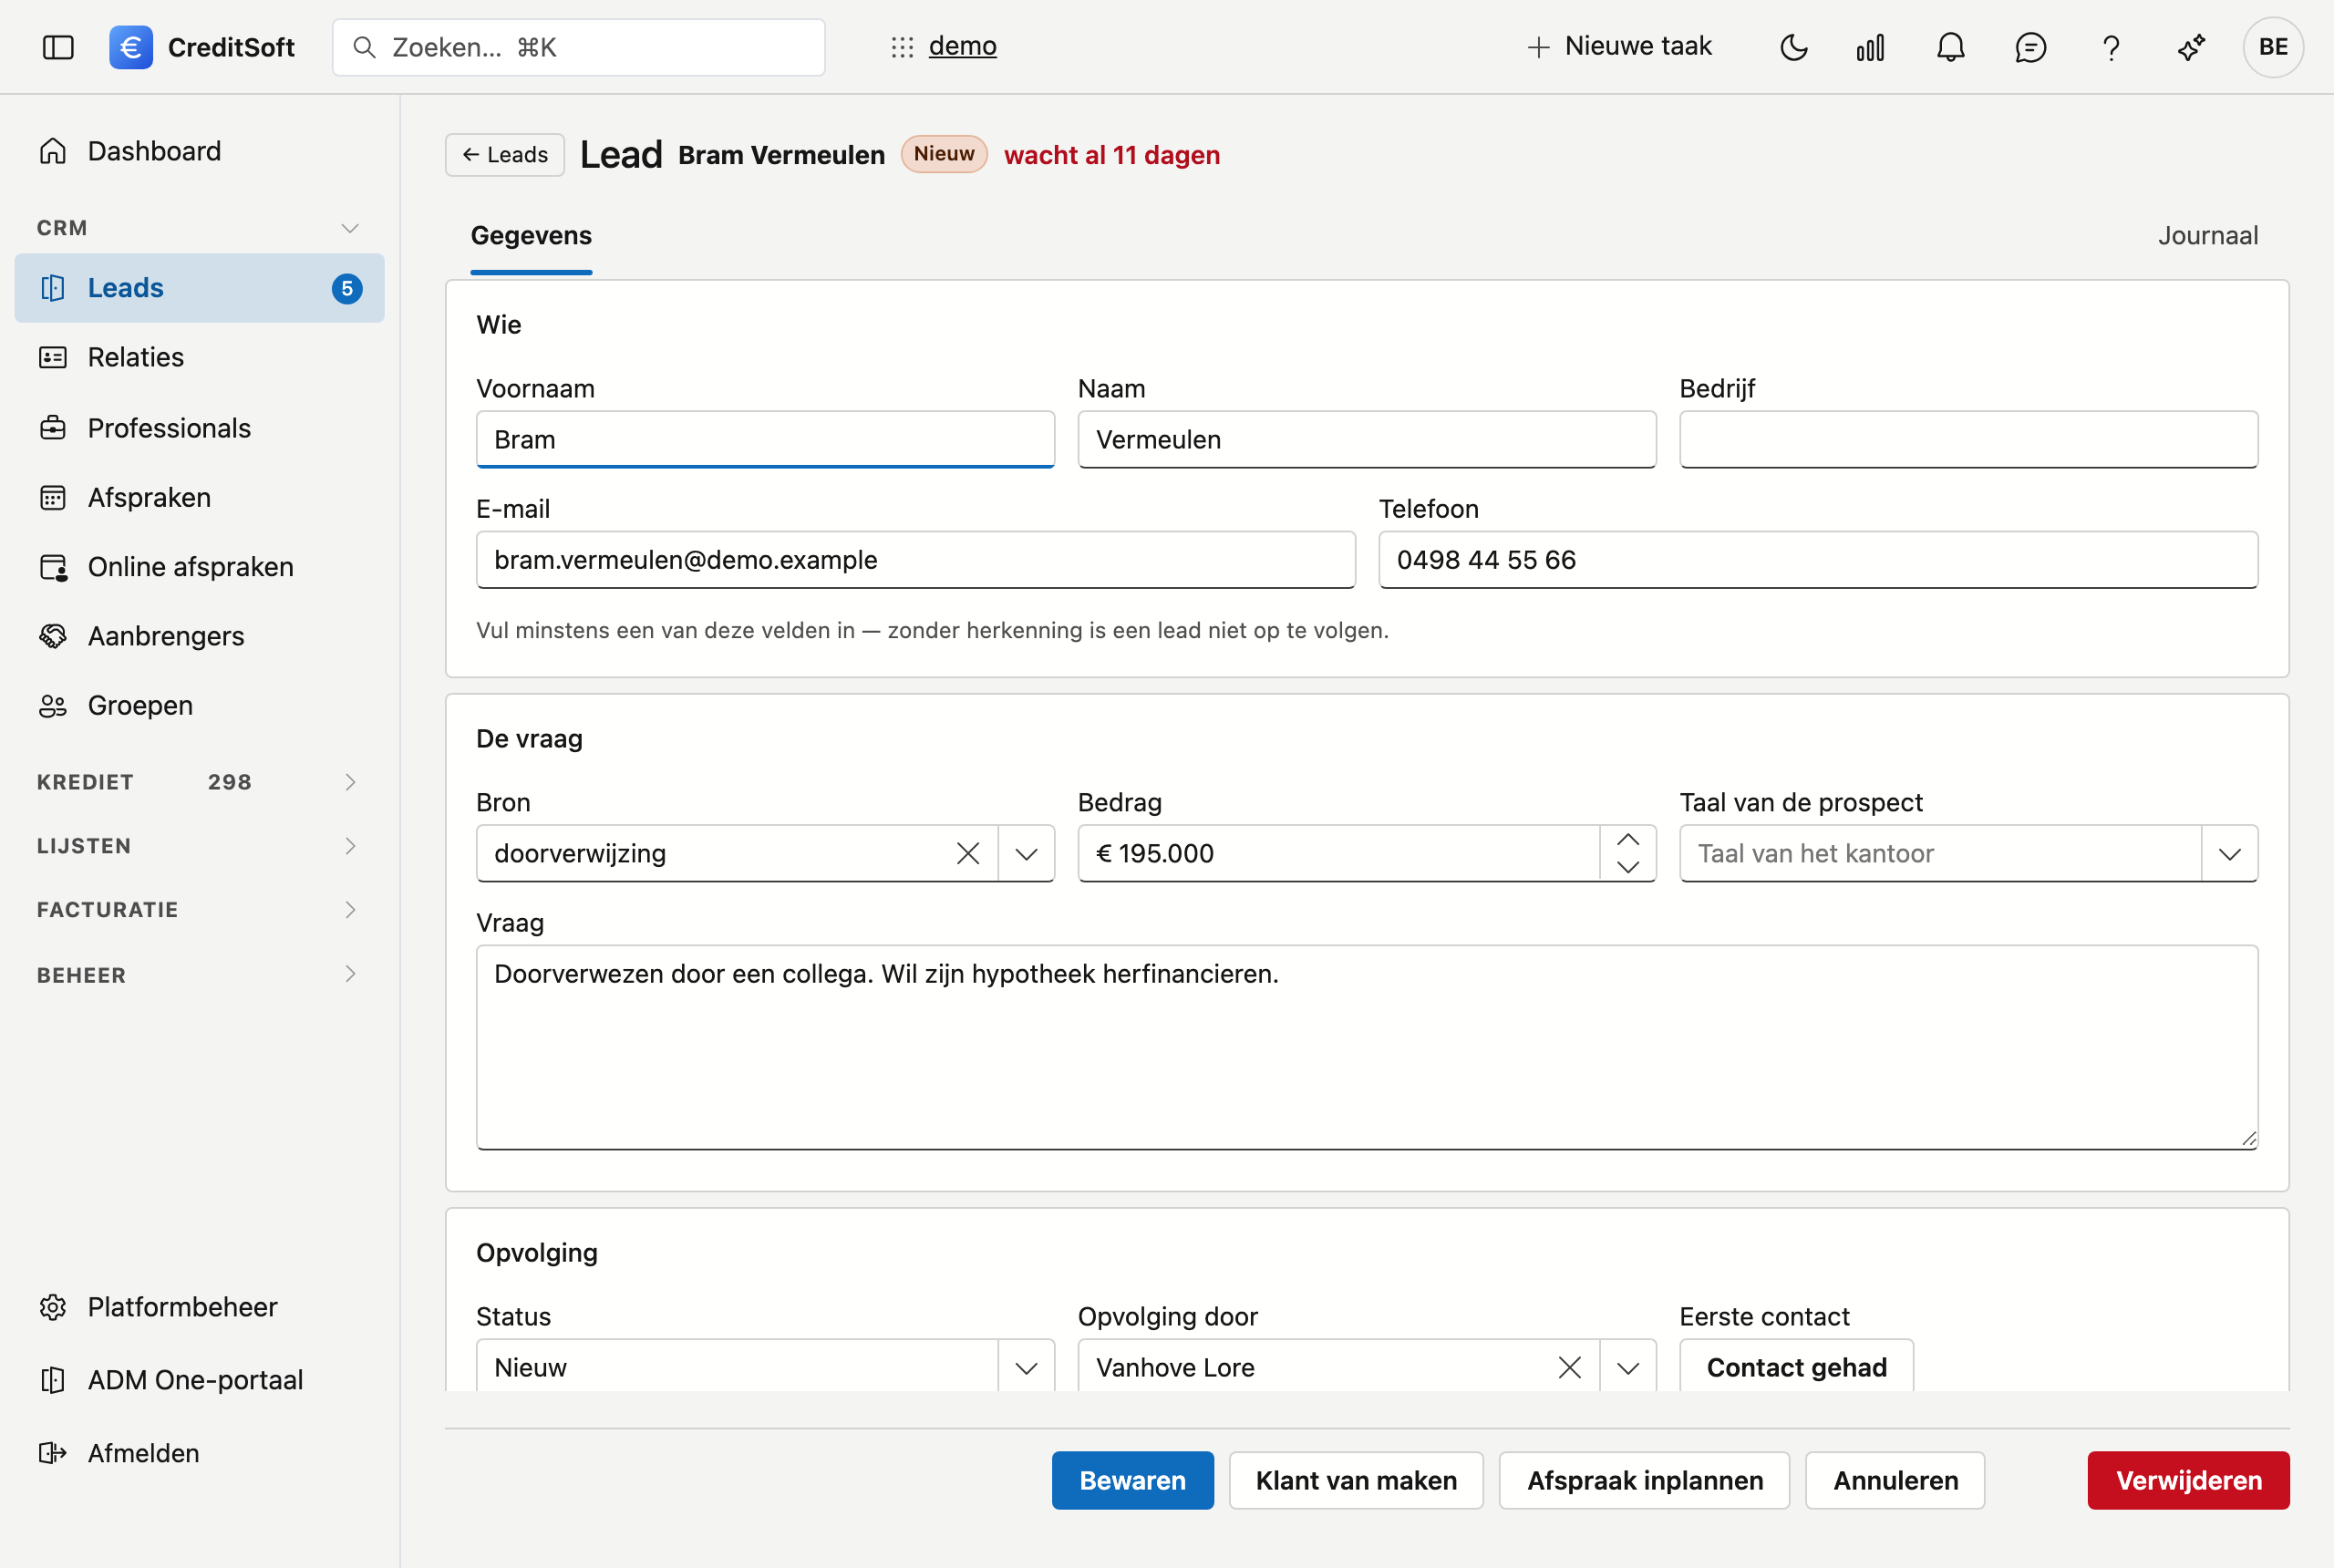 CreditSoft
Zoeken... ⌘K
demo
Nieuwe taak
BE
Dashboard
CRM
Leads 5
Relaties
Professionals
Afspraken
Online afspraken
Aanbrengers
Groepen
KREDIET 298
LIJSTEN
FACTURATIE
BEHEER
Platformbeheer
ADM One-portaal
Afmelden
← Leads Lead Bram Vermeulen Nieuw wacht al 11 dagen
Gegevens Journaal
Wie
Voornaam Naam Bedrijf
Bram Vermeulen
E-mail Telefoon
bram.vermeulen@demo.example 0498 44 55 66
Vul minstens een van deze velden in — zonder herkenning is een lead niet op te volgen.
De vraag
Bron Bedrag Taal van de prospect
doorverwijzing € 195.000 Taal van het kantoor
Vraag
Doorverwezen door een collega. Wil zijn hypotheek herfinancieren.
Opvolging
Status Opvolging door Eerste contact
Nieuw Vanhove Lore Contact gehad
Bewaren Klant van maken Afspraak inplannen Annuleren Verwijderen